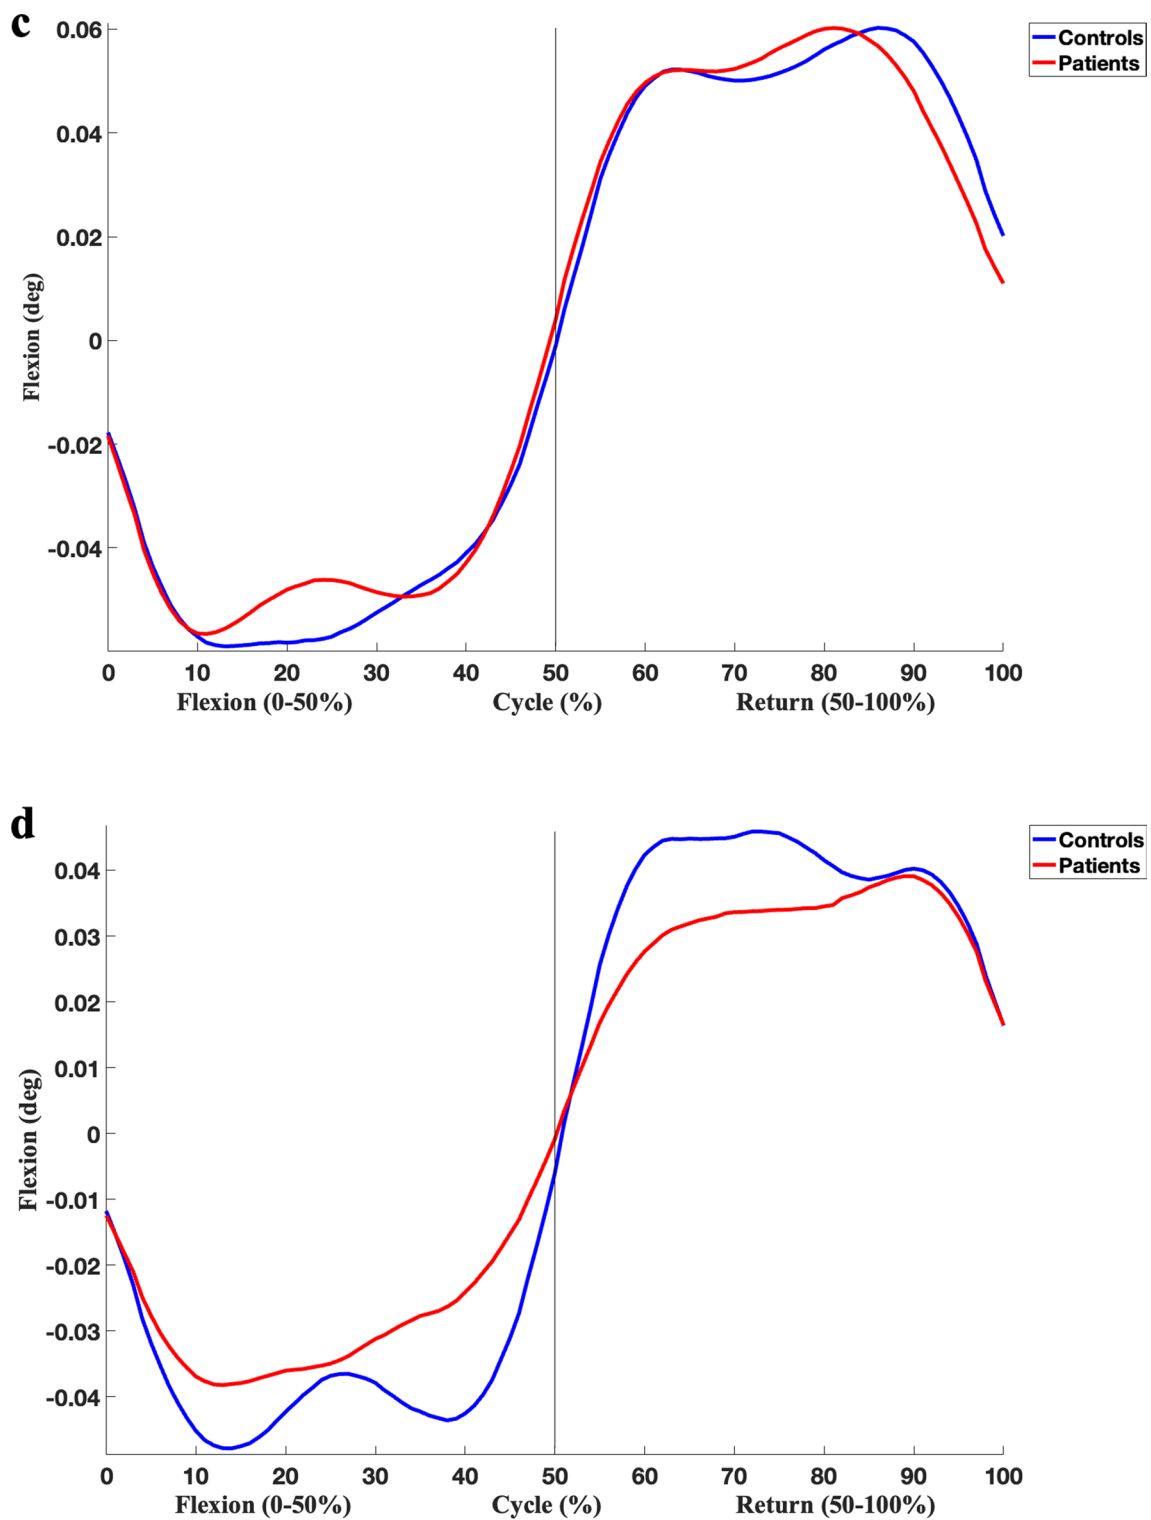 c
Controls
Patients
0.06
0.04
0.02
0
-0.02
-0.04
Flexion (deg)
0 10 20 30 40 50 60 70 80 90 100
Flexion (0-50%) Cycle (%) Return (50-100%)
d
Controls
Patients
0.04
0.03
0.02
0.01
0
-0.01
-0.02
-0.03
-0.04
Flexion (deg)
0 10 20 30 40 50 60 70 80 90 100
Flexion (0-50%) Cycle (%) Return (50-100%)